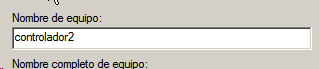 Nombre de equipo:
controlador2
Nombre completo de equipo: